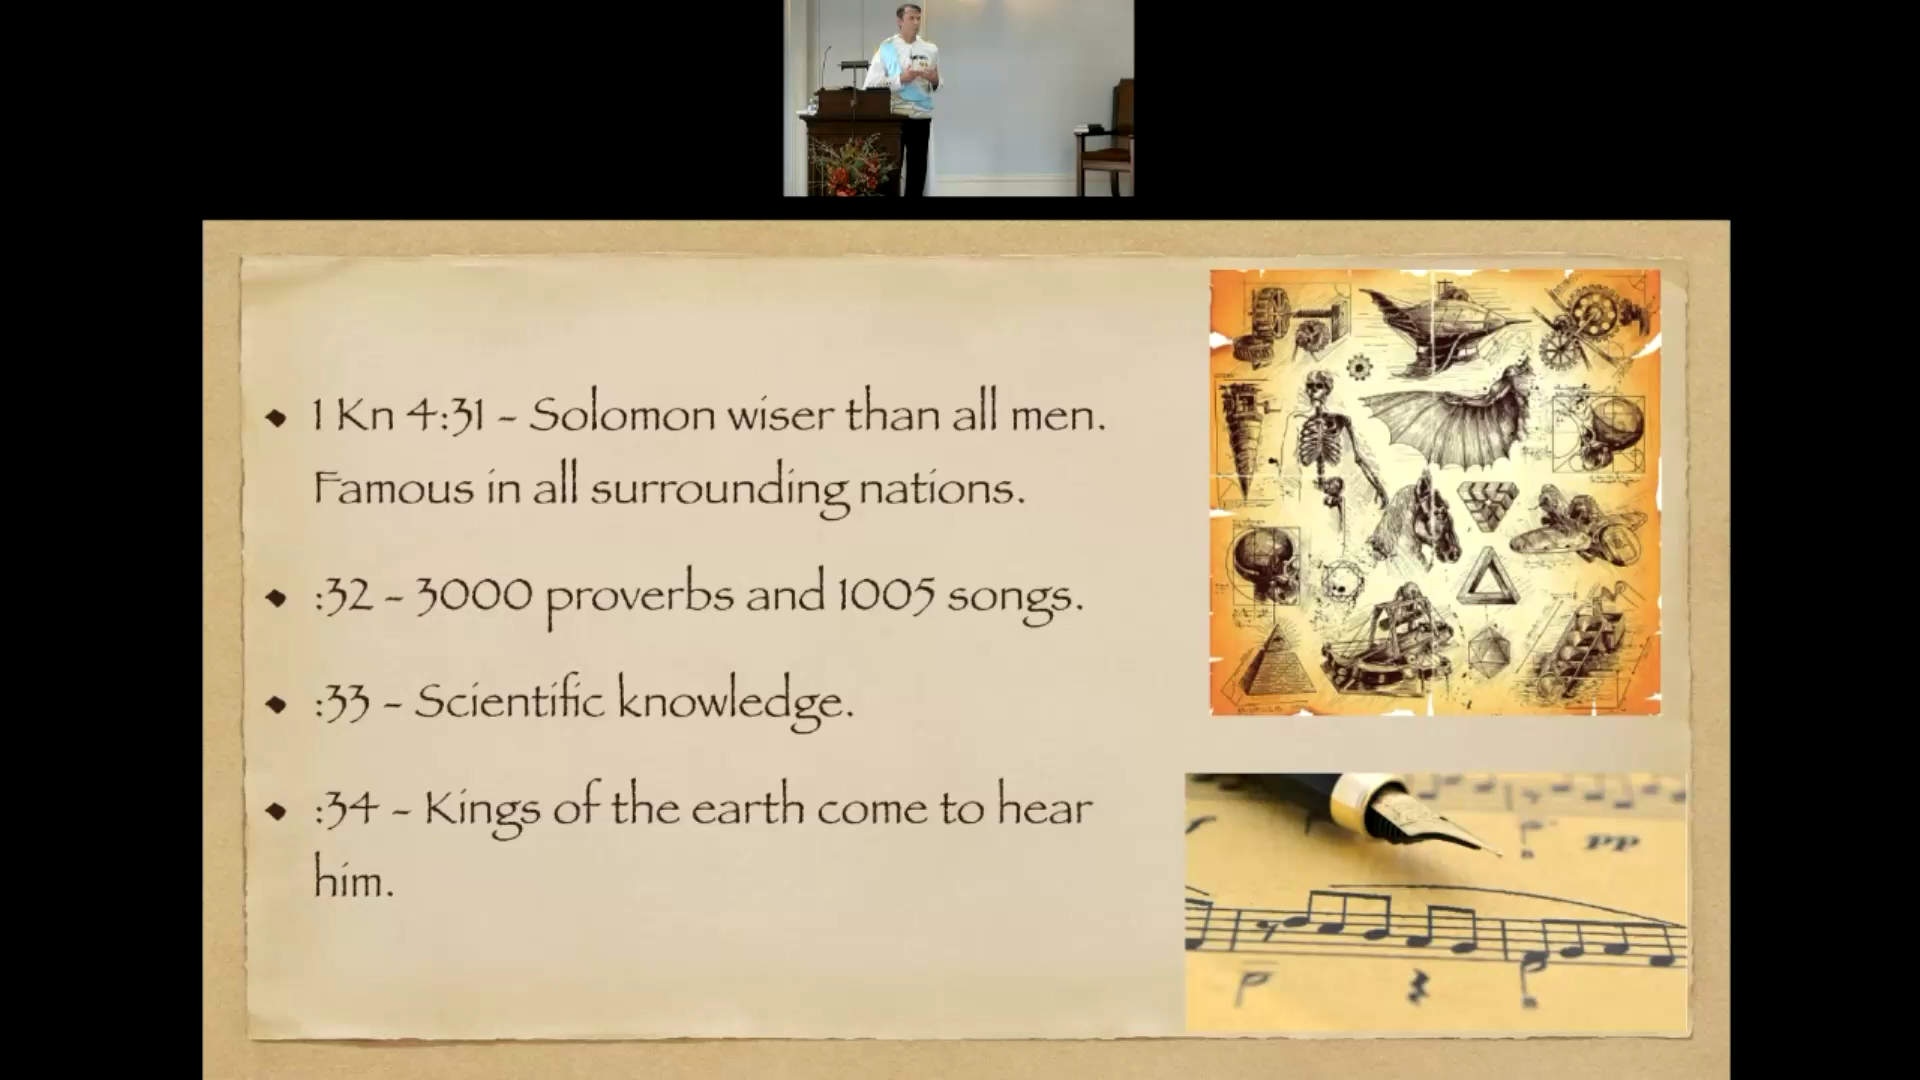 1 Kn 4:31 - Solomon wiser than all men.
Famous in all surrounding nations.
:32 - 3000 proverbs and 1005 songs.
:33 - Scientific knowledge.
:34 - Kings of the earth come to hear
him.
pp
p